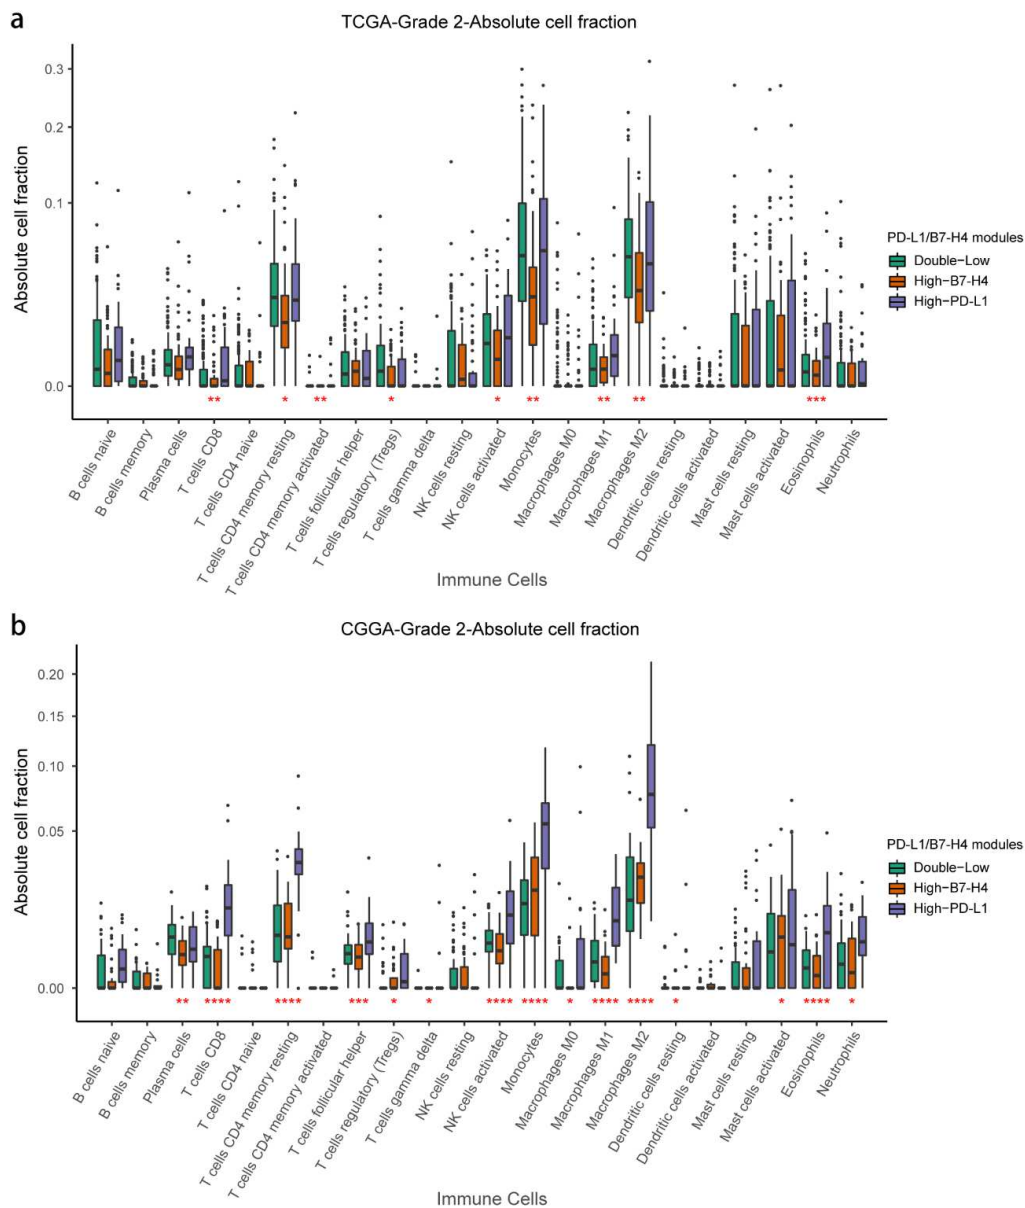 a
TCGA-Grade 2-Absolute cell fraction
Absolute cell fraction
0.3
0.2
0.1
0.0
** * ** * * ** ** ** ***
B cells naive
B cells memory
Plasma cells
T cells CD8
T cells CD4 naive
T cells CD4 memory resting
T cells CD4 memory activated
T cells follicular helper
T cells regulatory (Tregs)
T cells gamma delta
NK cells resting
NK cells activated
Monocytes
Macrophages M0
Macrophages M1
Macrophages M2
Dendritic cells resting
Dendritic cells activated
Mast cells resting
Mast cells activated
Eosinophils
Neutrophils
Immune Cells
PD-L1/B7-H4 modules
Double−Low
High−B7-H4
High−PD-L1
b
CGGA-Grade 2-Absolute cell fraction
Absolute cell fraction
0.20
0.15
0.10
0.05
0.00
** **** **** *** * * **** **** * **** **** * * **** *
B cells naive
B cells memory
Plasma cells
T cells CD8
T cells CD4 naive
T cells CD4 memory resting
T cells CD4 memory activated
T cells follicular helper
T cells regulatory (Tregs)
T cells gamma delta
NK cells resting
NK cells activated
Monocytes
Macrophages M0
Macrophages M1
Macrophages M2
Dendritic cells resting
Dendritic cells activated
Mast cells resting
Mast cells activated
Eosinophils
Neutrophils
Immune Cells
PD-L1/B7-H4 modules
Double−Low
High−B7-H4
High−PD-L1